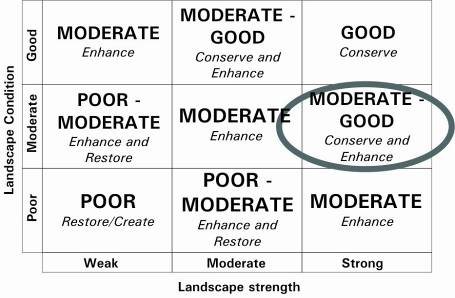 Landscape Condition
Good
MODERATE
Enhance
MODERATE -
GOOD
Conserve and
Enhance
GOOD
Conserve
Moderate
POOR -
MODERATE
Enhance and
Restore
MODERATE
Enhance
MODERATE -
GOOD
Conserve and
Enhance
Poor
POOR
Restore/Create
POOR -
MODERATE
Enhance and
Restore
MODERATE
Enhance
Weak
Moderate
Strong
Landscape strength